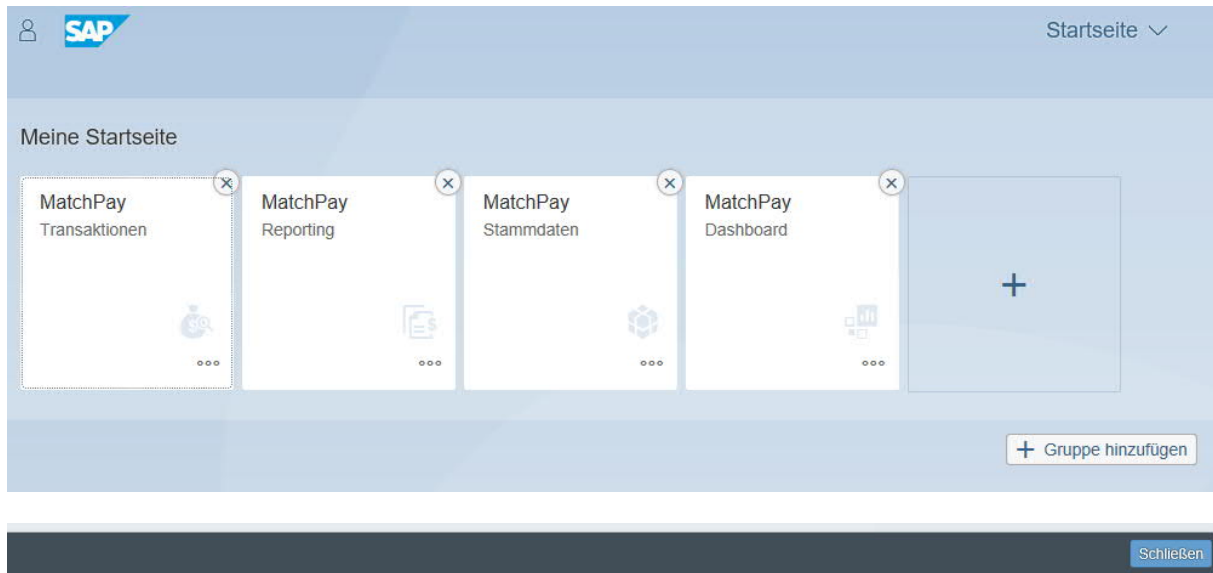 SAP
Startseite
Meine Startseite
MatchPay
Transaktionen
MatchPay
Reporting
MatchPay
Stammdaten
MatchPay
Dashboard
Gruppe hinzufügen
Schließen